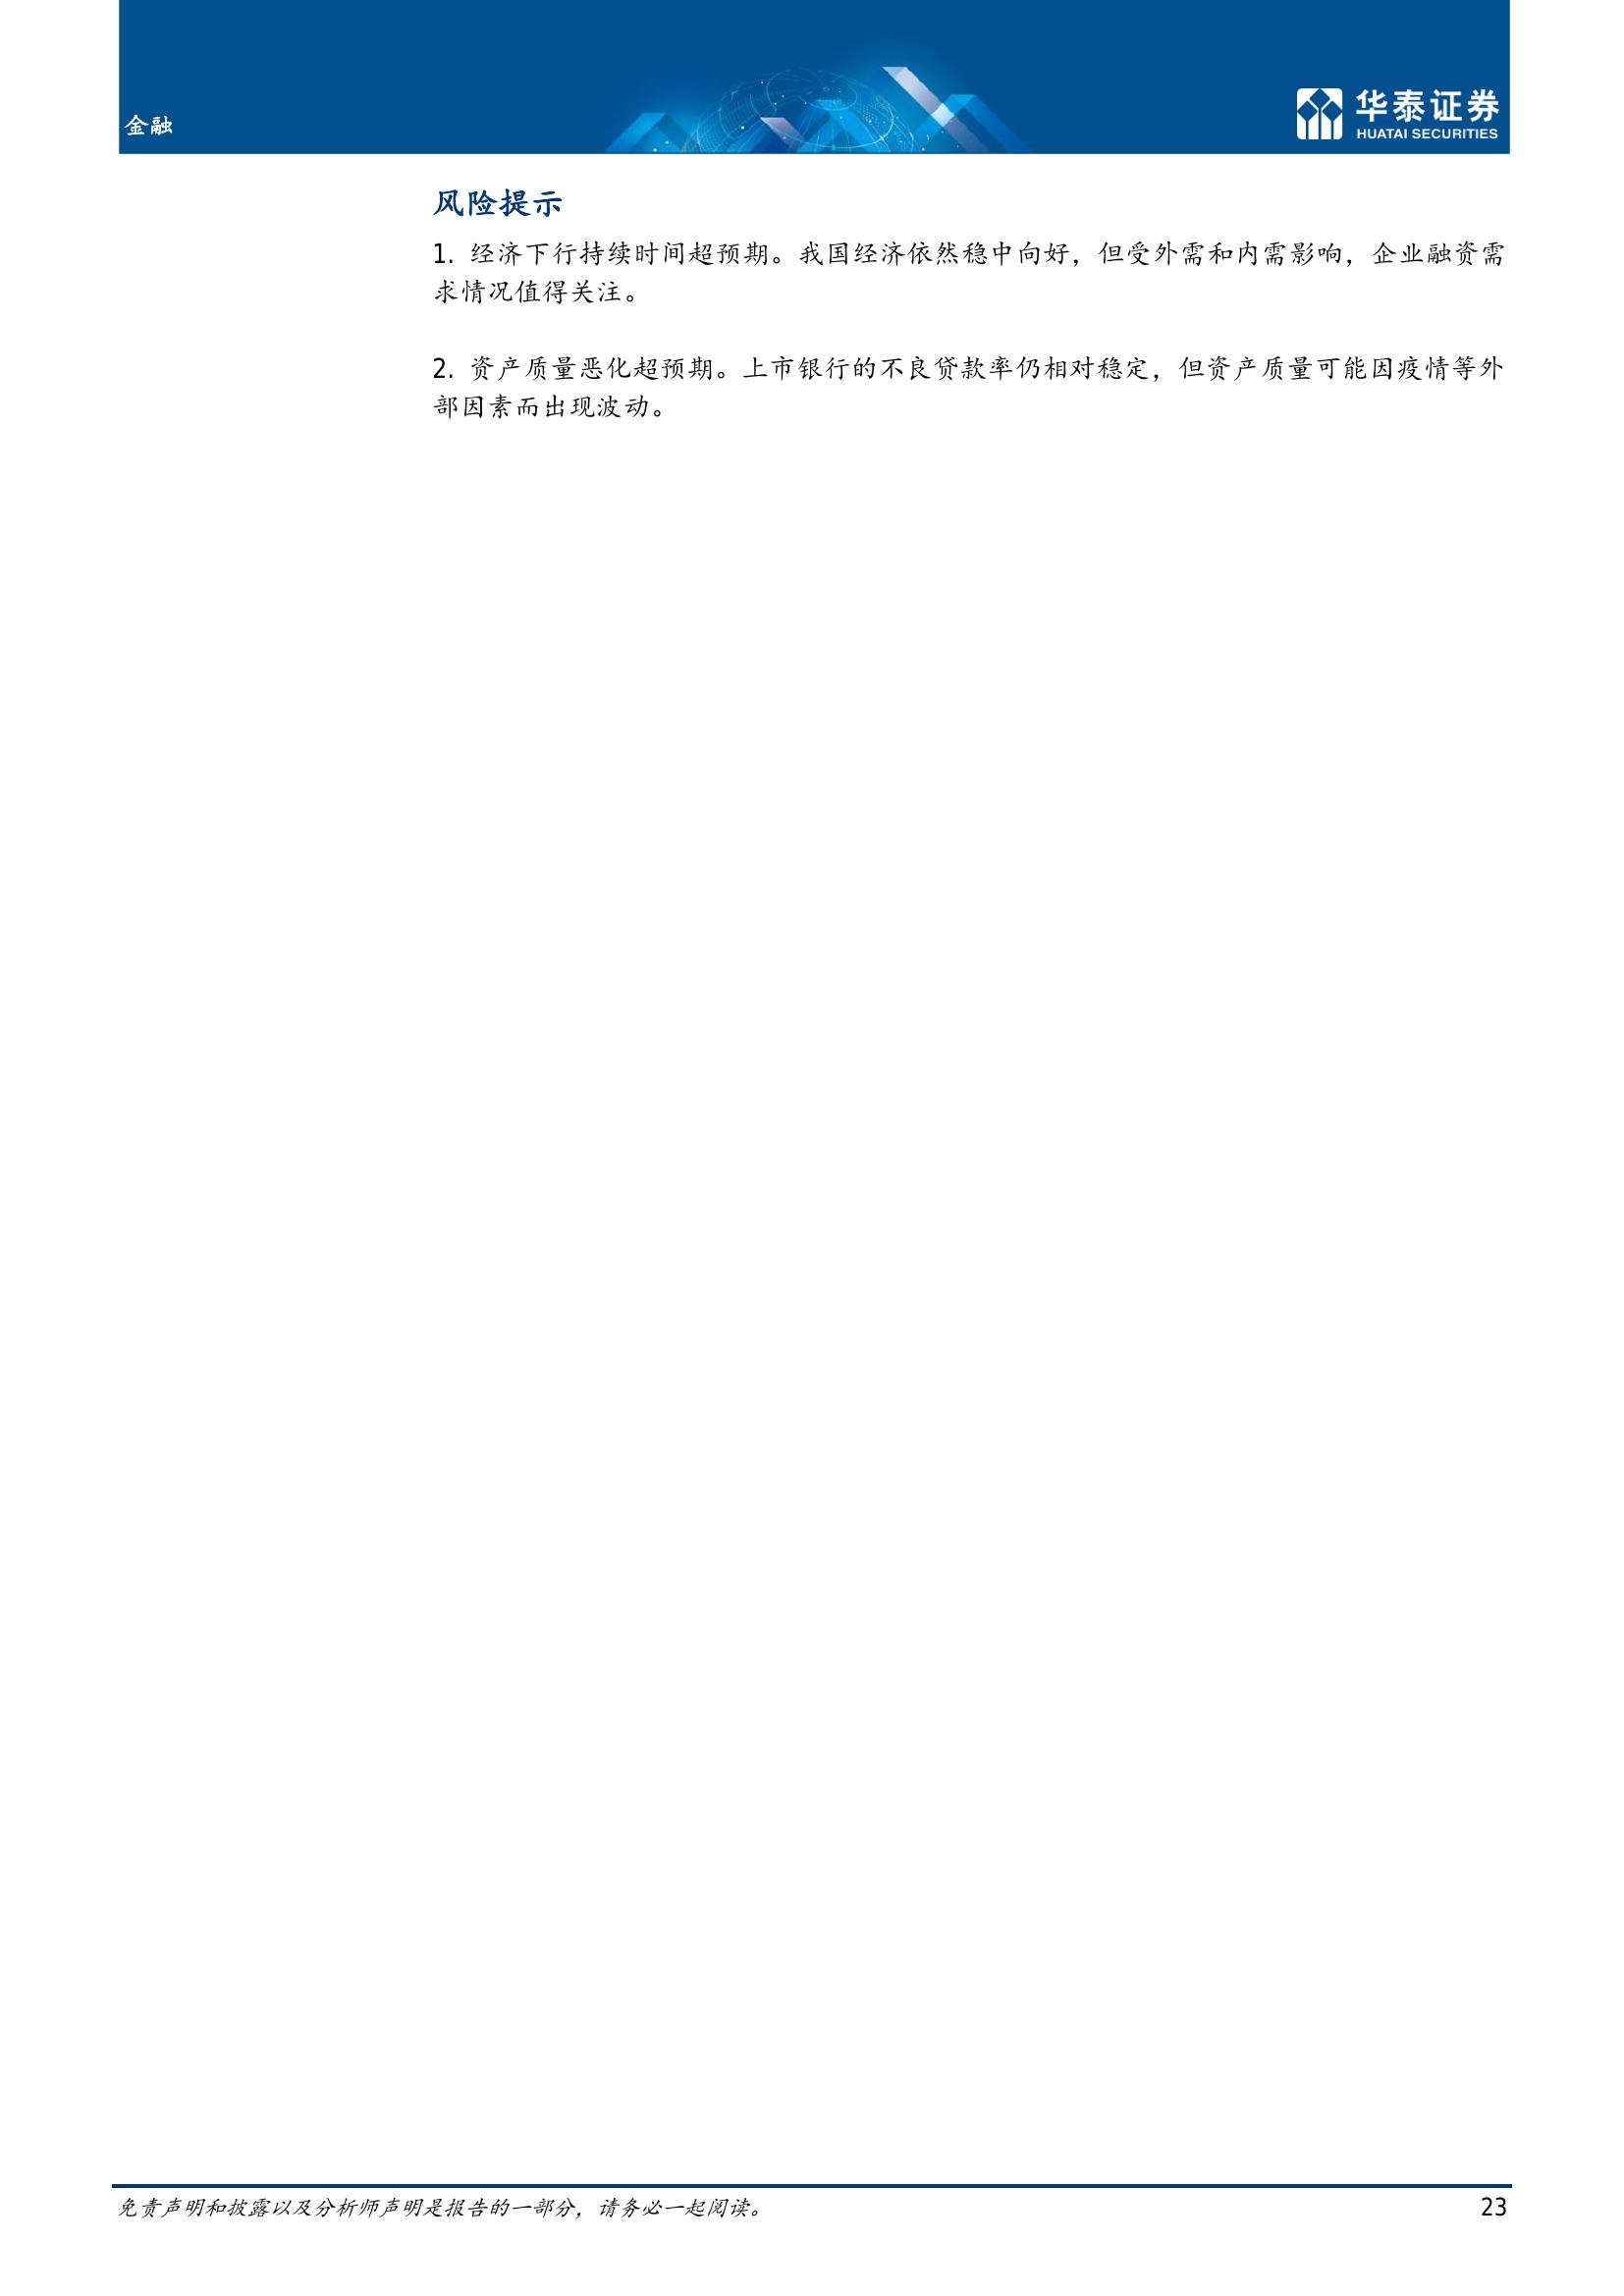 金融
华泰证券
HUATAI SECURITIES
风险提示
1. 经济下行持续时间超预期。我国经济依然稳中向好，但受外需和内需影响，企业融资需
求情况值得关注。
2. 资产质量恶化超预期。上市银行的不良贷款率仍相对稳定，但资产质量可能因疫情等外
部因素而出现波动。
免责声明和披露以及分析师声明是报告的一部分，请务必一起阅读。
23